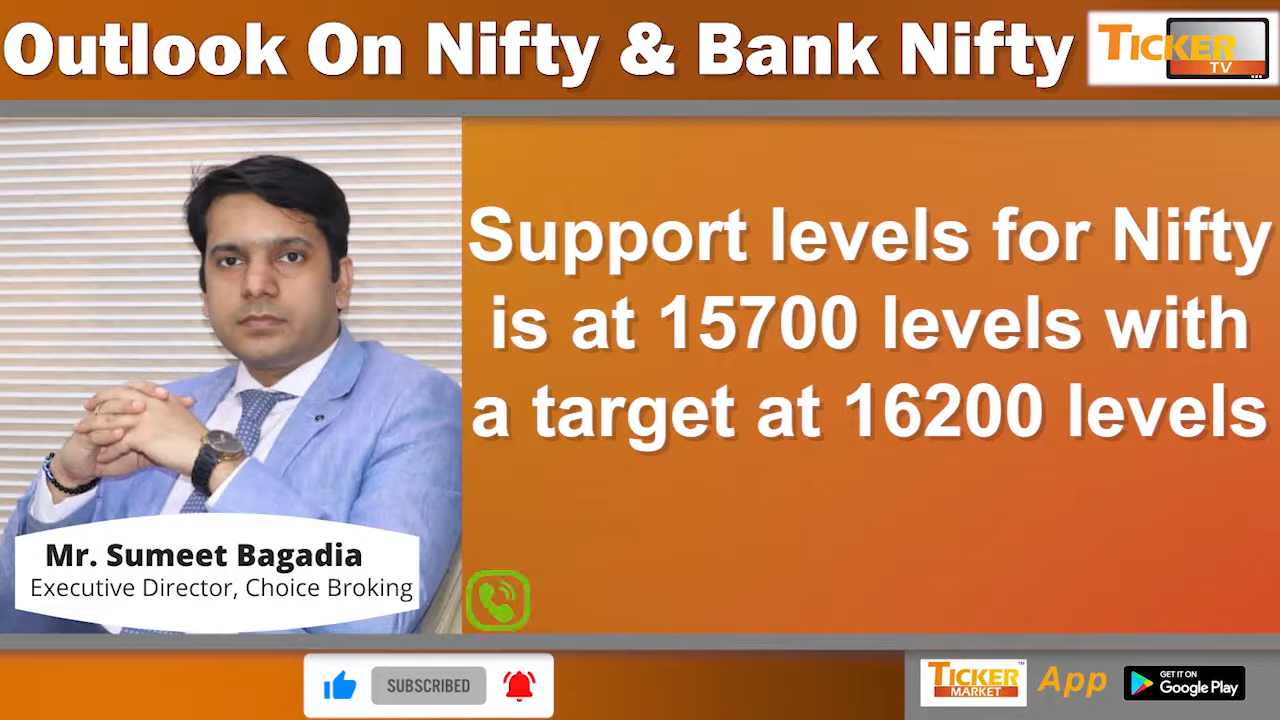 Outlook On Nifty & Bank Nifty
TICKER
TV
Support levels for Nifty
is at 15700 levels with
a target at 16200 levels
Mr. Sumeet Bagadia
Executive Director, Choice Broking
SUBSCRIBED
TICKER
MARKET
App
GET IT ON
Google Play